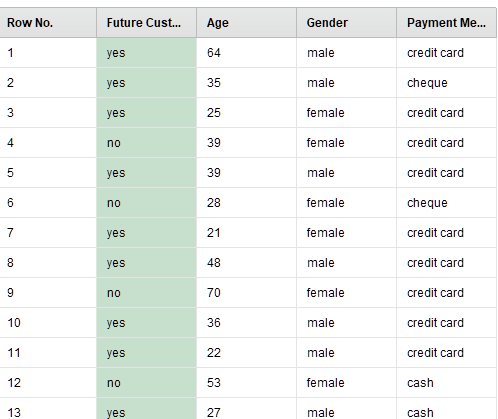 Row No. Future Cust... Age Gender Payment Me...
1 yes 64 male credit card
2 yes 35 male cheque
3 yes 25 female credit card
4 no 39 female credit card
5 yes 39 male credit card
6 no 28 female cheque
7 yes 21 female credit card
8 yes 48 male credit card
9 no 70 female credit card
10 yes 36 male credit card
11 yes 22 male credit card
12 no 53 female cash
13 yes 27 male cash